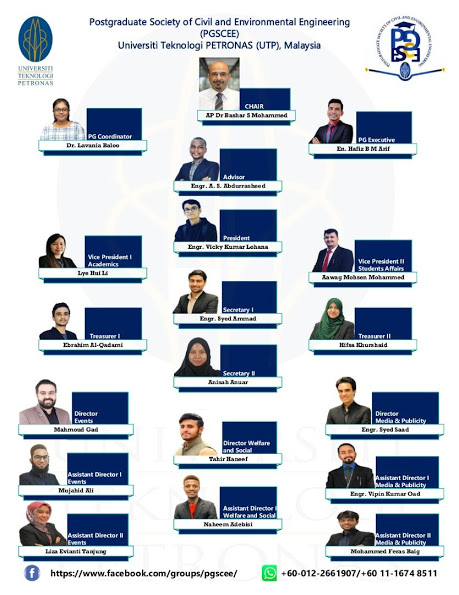 Postgraduate Society of Civil and Environmental Engineering
(PGSCEE)
Universiti Teknologi PETRONAS (UTP), Malaysia
UNIVERSITI
TEKNOLOGI
PETRONAS
CHAIR
AP Dr Bashar S Mohammed
PG Coordinator
Dr. Lavania Baloo
PG Executive
En. Hafiz B M Arif
Advisor
Engr. A. S. Abdurrasheed
President
Engr. Vicky Kumar Lohana
Vice President I
Academics
Lye Hui Li
Vice President II
Students Affairs
Aawag Mohsen Mohammed
Secretary I
Engr. Syed Ammad
Treasurer I
Ebrahim Al-Qadami
Treasurer II
Hifsa Khurshaid
Secretary II
Anisah Anuar
Director
Events
Mahmoud Gad
Director
Media & Publicity
Engr. Syed Saad
Director Welfare
and Social
Tahir Haneef
Assistant Director I
Events
Mujahid Ali
Assistant Director I
Media & Publicity
Engr. Vipin Kumar Oad
Assistant Director I
Welfare and Social
Naheem Adebisi
Assistant Director II
Events
Liza Evianti Tanjung
Assistant Director II
Media & Publicity
Mohammed Feras Baig
https://www.facebook.com/groups/pgscee/
+60-012-2661907/+60 11-1674 8511